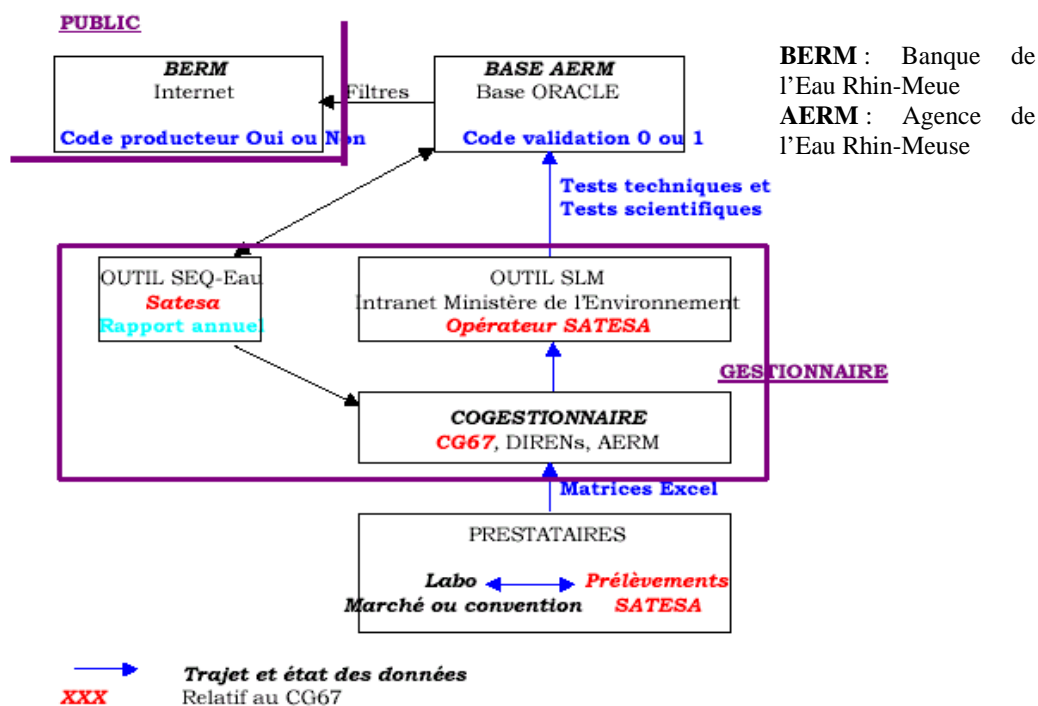 PUBLIC
BERM
Internet
Code producteur Oui ou Non
Filtres
BASE AERM
Base ORACLE
Code validation 0 ou 1
BERM : Banque de
l'Eau Rhin-Meue
AERM : Agence de
l'Eau Rhin-Meuse
Tests techniques et
Tests scientifiques
OUTIL SEQ-Eau
Satesa
Rapport annuel
OUTIL SLM
Intranet Ministère de l'Environnement
Opérateur SATESA
GESTIONNAIRE
COGESTIONNAIRE
CG67, DIRENs, AERM
Matrices Excel
PRESTATAIRES
Labo
Marché ou convention
Prélèvements
SATESA
Trajet et état des données
XXX Relatif au CG67